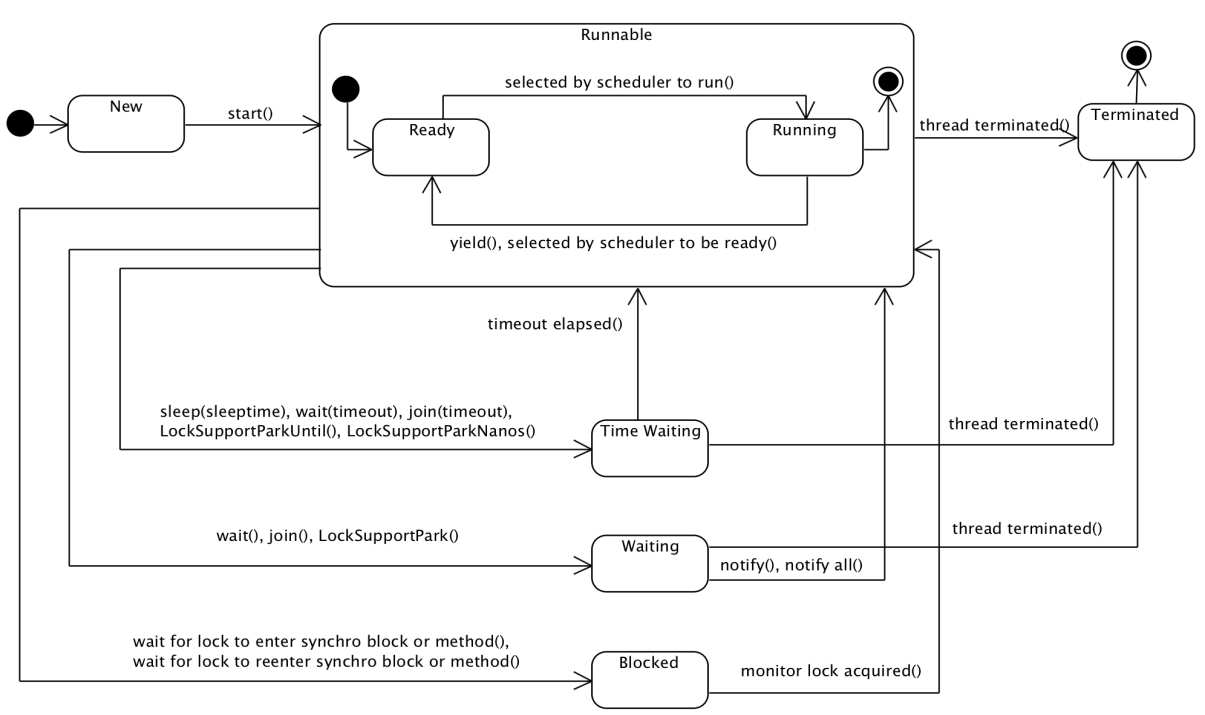 Runnable
selected by scheduler to run()
New
start()
Ready
Running
thread terminated()
Terminated
yield(), selected by scheduler to be ready()
timeout elapsed()
sleep(sleeptime), wait(timeout), join(timeout),
LockSupportParkUntil(), LockSupportParkNanos()
Time Waiting
thread terminated()
wait(), join(), LockSupportPark()
Waiting
thread terminated()
notify(), notify all()
wait for lock to enter synchro block or method(),
wait for lock to reenter synchro block or method()
Blocked
monitor lock acquired()